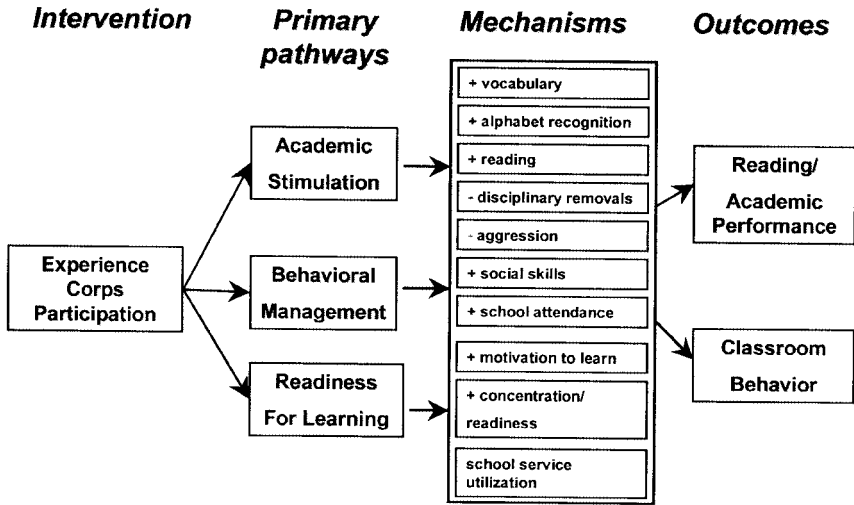 Intervention
Primary
pathways
Mechanisms
Outcomes
Experience
Corps
Participation
Academic
Stimulation
Behavioral
Management
Readiness
For Learning
+ vocabulary
+ alphabet recognition
+ reading
- disciplinary removals
- aggression
+ social skills
+ school attendance
+ motivation to learn
+ concentration/
readiness
school service
utilization
Reading/
Academic
Performance
Classroom
Behavior